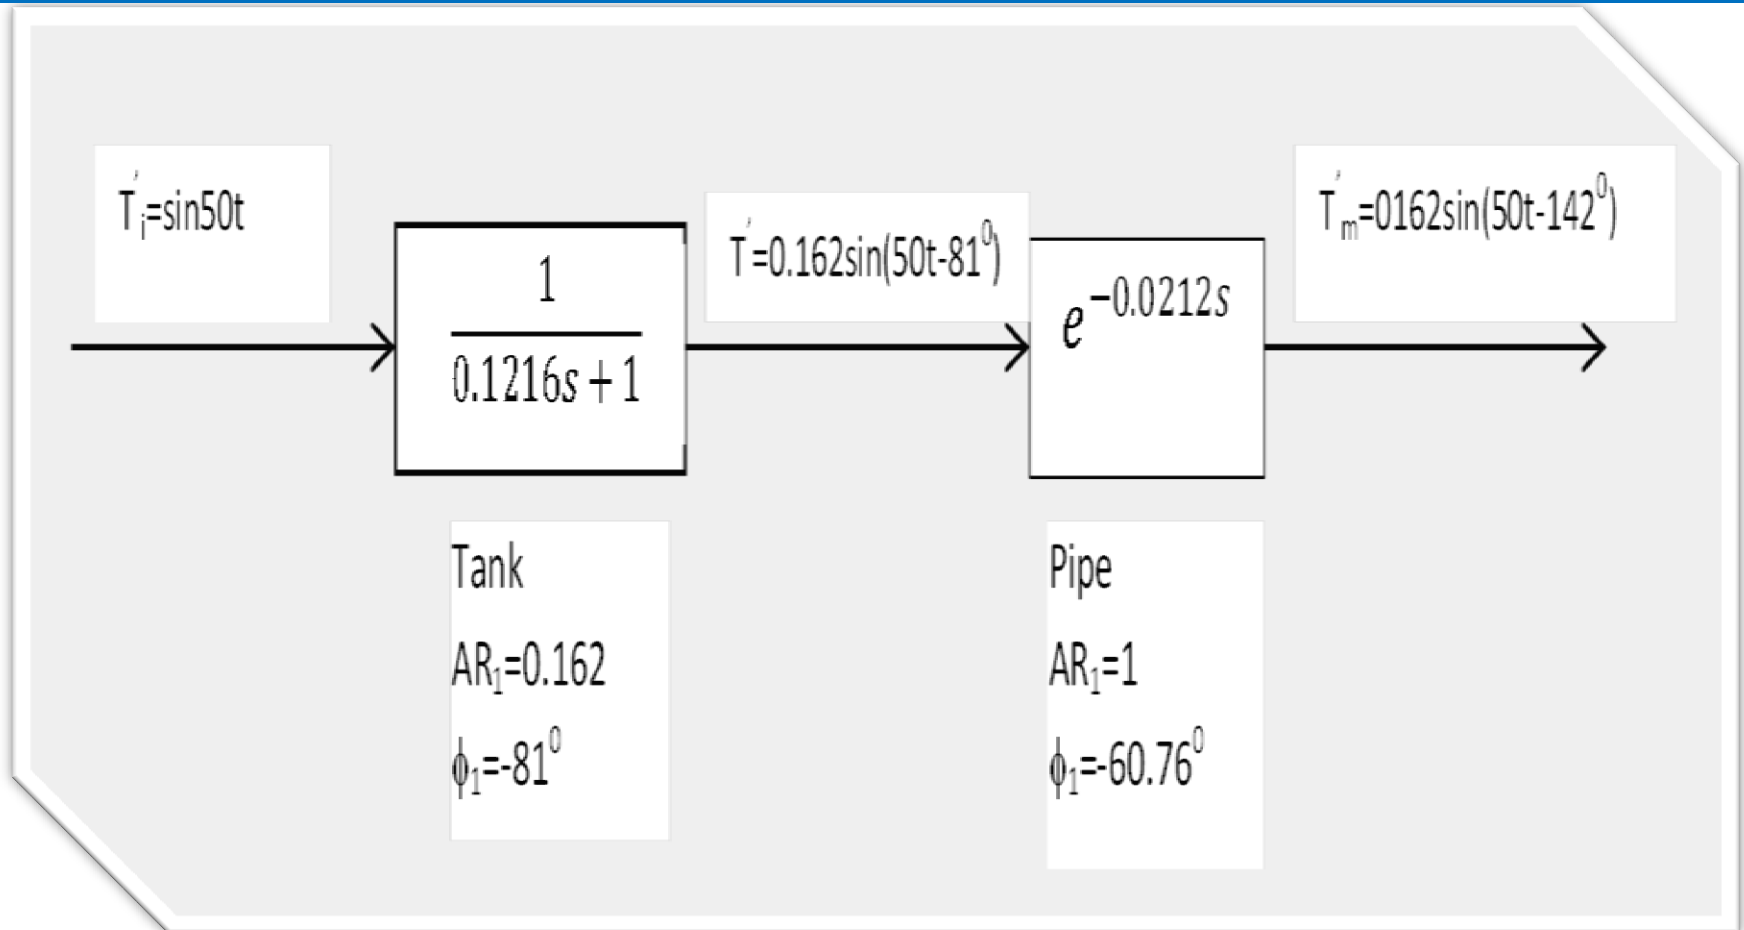 T'i=sin50t
1
0.1216s + 1
T'=0.162sin(50t-81⁰)
e^−0.0212s
T'm=0162sin(50t-142⁰)
Tank
AR₁=0.162
ϕ₁=-81⁰
Pipe
AR₁=1
ϕ₁=-60.76⁰